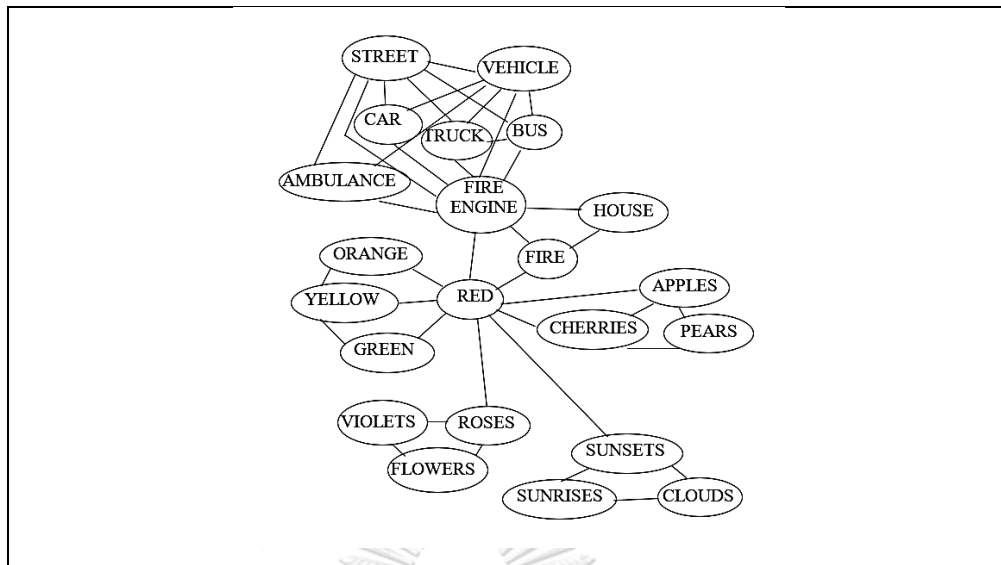 STREET
VEHICLE
CAR
TRUCK
BUS
AMBULANCE
FIRE
ENGINE
HOUSE
FIRE
ORANGE
YELLOW
RED
GREEN
APPLES
CHERRIES
PEARS
VIOLETS
ROSES
FLOWERS
SUNSETS
SUNRISES
CLOUDS